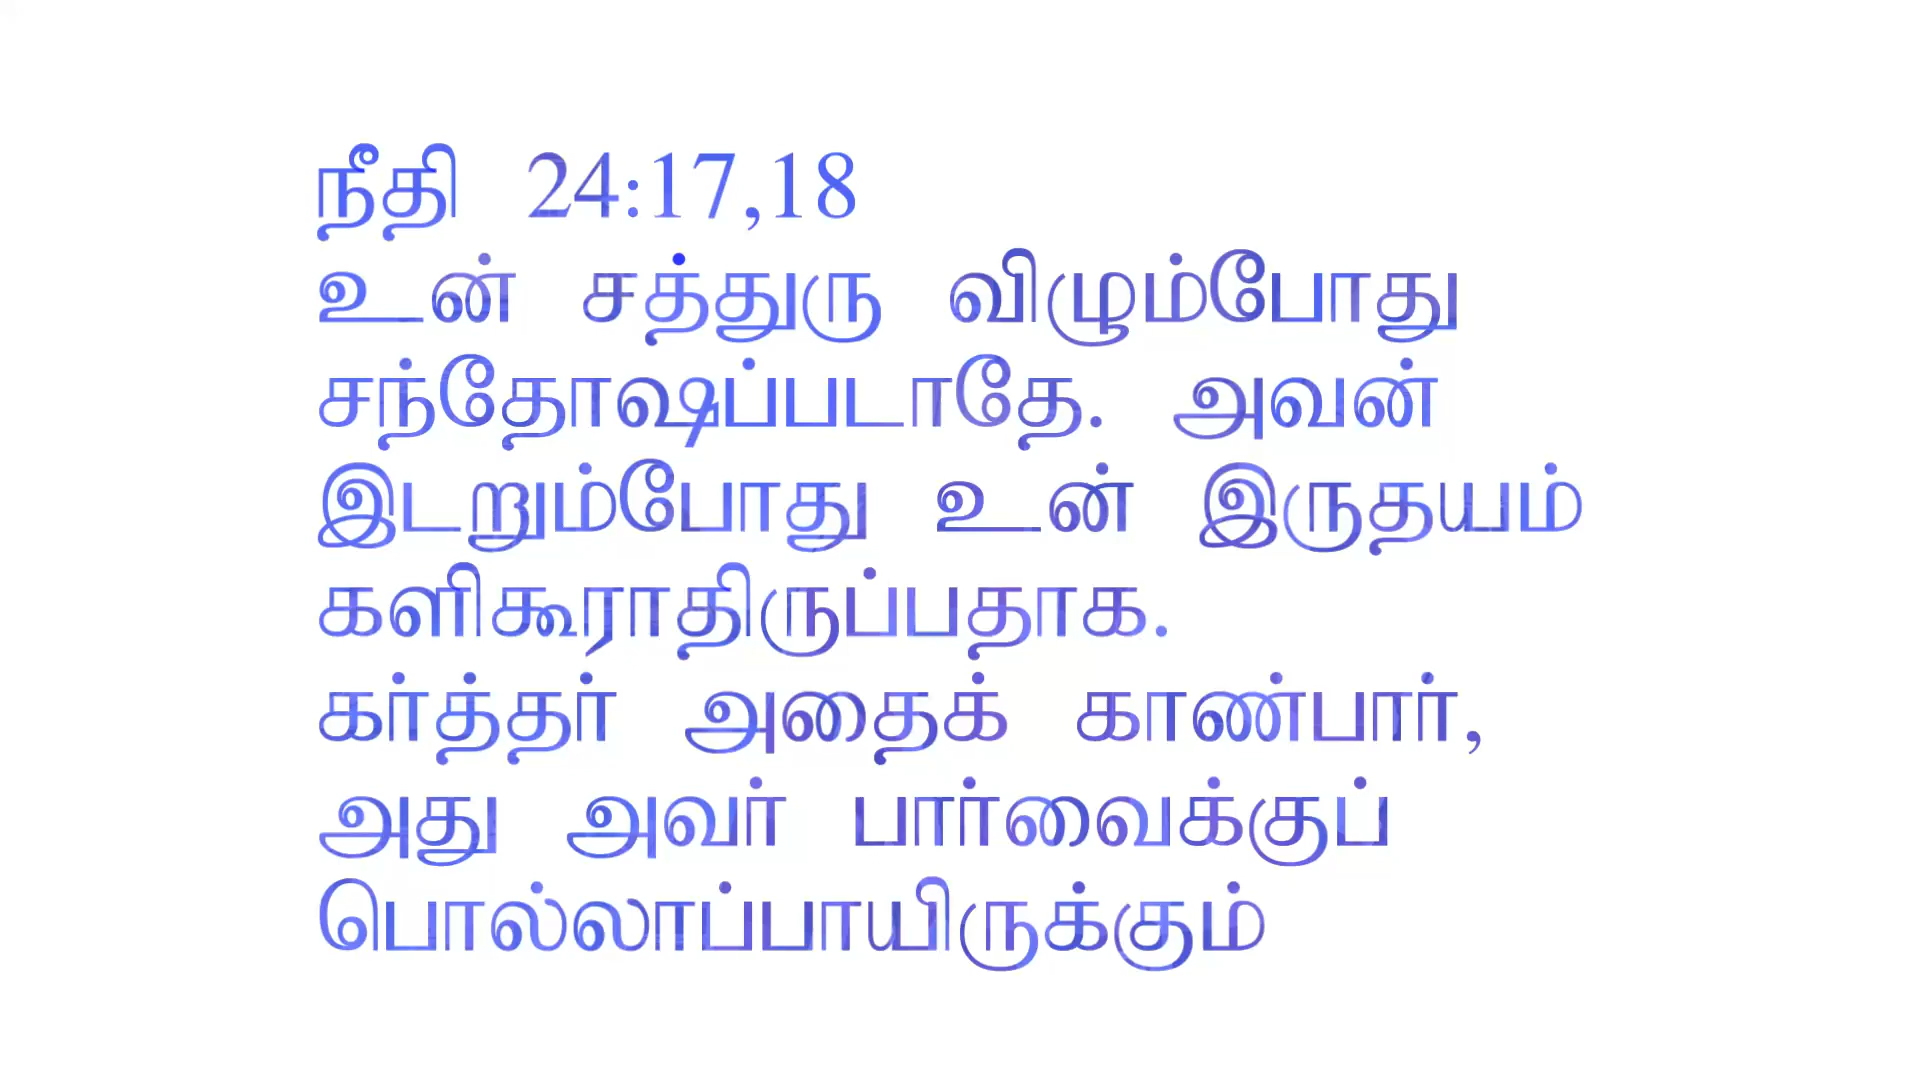 நீதி 24:17,18
உன் சத்துரு விழும்போது
சந்தோஷப்படாதே. அவன்
இடறும்போது உன் இருதயம்
களிகூராதிருப்பதாக.
கர்த்தர் அதைக் காண்பார்,
அது அவர் பார்வைக்குப்
பொல்லாப்பாயிருக்கும்